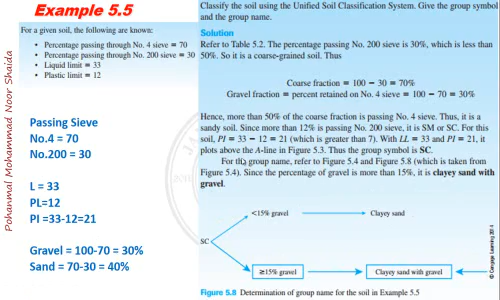 Example 5.5
For a given soil, the following are known:
• Percentage passing through No. 4 sieve = 70
• Percentage passing through No. 200 sieve = 30
• Liquid limit = 33
• Plastic limit = 12
Pohanmal Mohammad Noor Shaida
Passing Sieve
No.4 = 70
No.200 = 30
L = 33
PL=12
PI =33-12=21
Gravel = 100-70 = 30%
Sand = 70-30 = 40%
Classify the soil using the Unified Soil Classification System. Give the group symbol
and the group name.
Solution
Refer to Table 5.2. The percentage passing No. 200 sieve is 30%, which is less than
50%. So it is a coarse-grained soil. Thus
Coarse fraction = 100 − 30 = 70%
Gravel fraction = percent retained on No. 4 sieve = 100 − 70 = 30%
Hence, more than 50% of the coarse fraction is passing No. 4 sieve. Thus, it is a
sandy soil. Since more than 12% is passing No. 200 sieve, it is SM or SC. For this
soil, PI = 33 − 12 = 21 (which is greater than 7). With LL = 33 and PI = 21, it
plots above the A-line in Figure 5.3. Thus the group symbol is SC.
For the group name, refer to Figure 5.4 and Figure 5.8 (which is taken from
Figure 5.4). Since the percentage of gravel is more than 15%, it is clayey sand with
gravel.
<15% gravel
Clayey sand
SC
≥15% gravel
Clayey sand with gravel
© Cengage Learning 2014
Figure 5.8 Determination of group name for the soil in Example 5.5